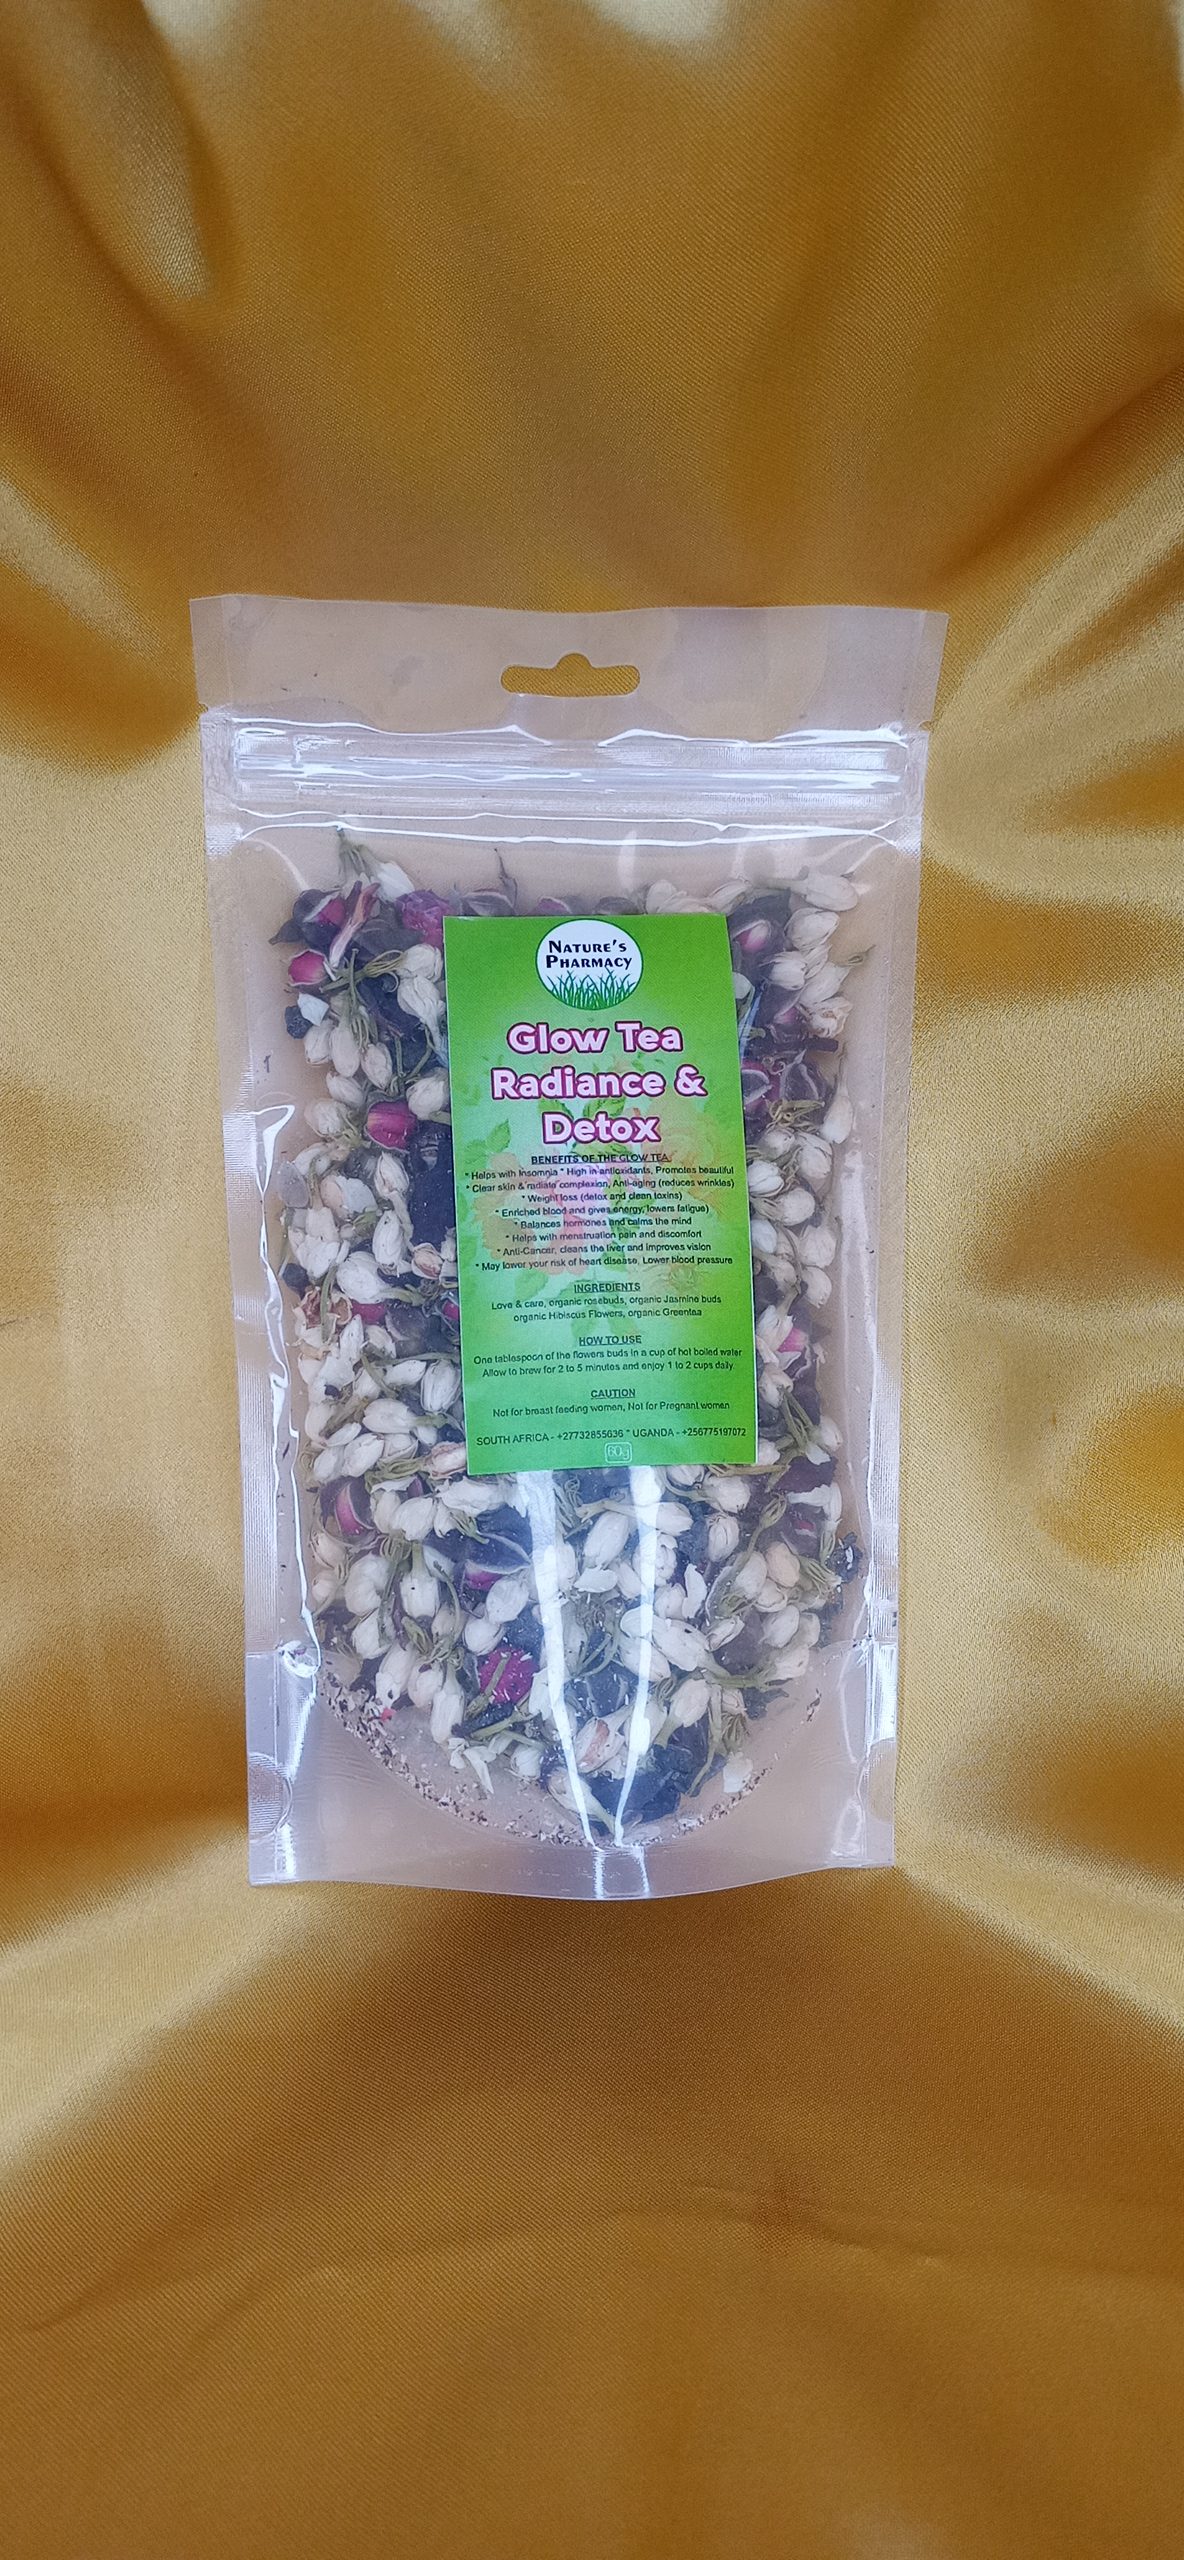 NATURE'S
PHARMACY
Glow Tea
Radiance &
Detox
BENEFITS OF THE GLOW TEA
* Helps with Insomnia * High in antioxidants, Promotes beautiful
* Clear skin & radiate complexion, Anti-aging (reduces wrinkles)
* Weight loss (detox and clean toxins)
* Enriched blood and gives energy, lowers fatigue)
* Balances hormones and calms the mind
* Helps with menstruation pain and discomfort
* Anti-Cancer, cleans the liver and improves vision
* May lower your risk of heart disease, Lower blood pressure
INGREDIENTS
Love & care, organic rosebuds, organic Jasmine buds
organic Hibiscus Flowers, organic Greentea
HOW TO USE
One tablespoon of the flowers buds in a cup of hot boiled water
Allow to brew for 2 to 5 minutes and enjoy 1 to 2 cups daily
CAUTION
Not for breast feeding women, Not for Pregnant women
SOUTH AFRICA - +27732855636 * UGANDA - +256775197072
60g